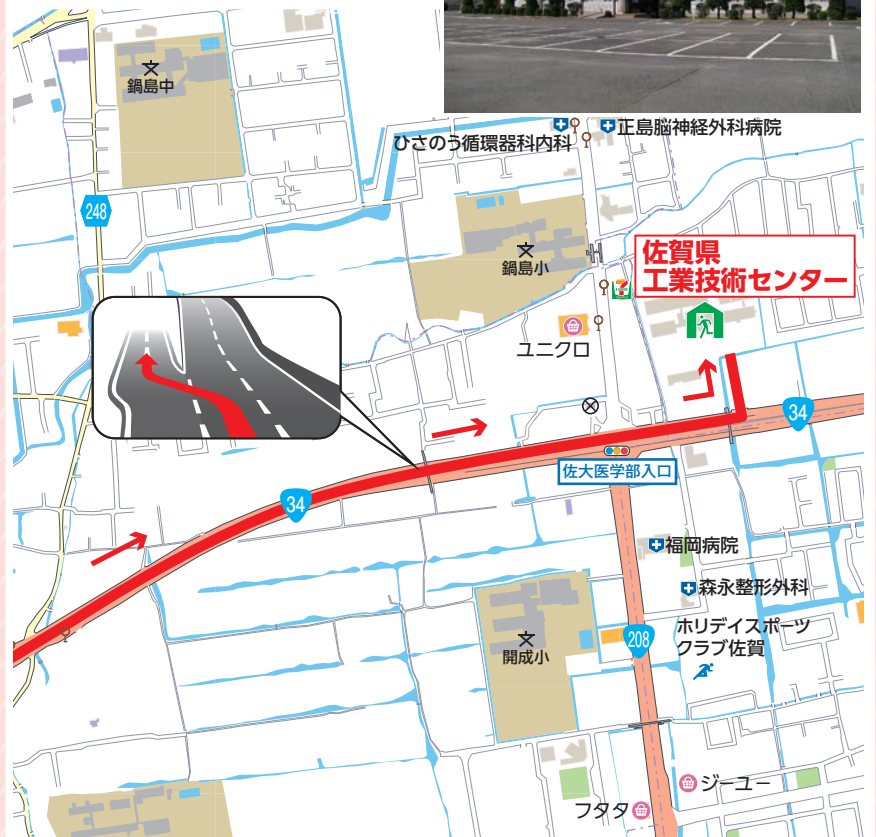 鍋島中
ひさのう循環器科内科
正島脳神経外科病院
248
鍋島小
佐賀県
工業技術センター
ユニクロ
34
佐大医学部入口
34
福岡病院
森永整形外科
ホリデイスポーツ
クラブ佐賀
208
開成小
ジーユー
フタタ